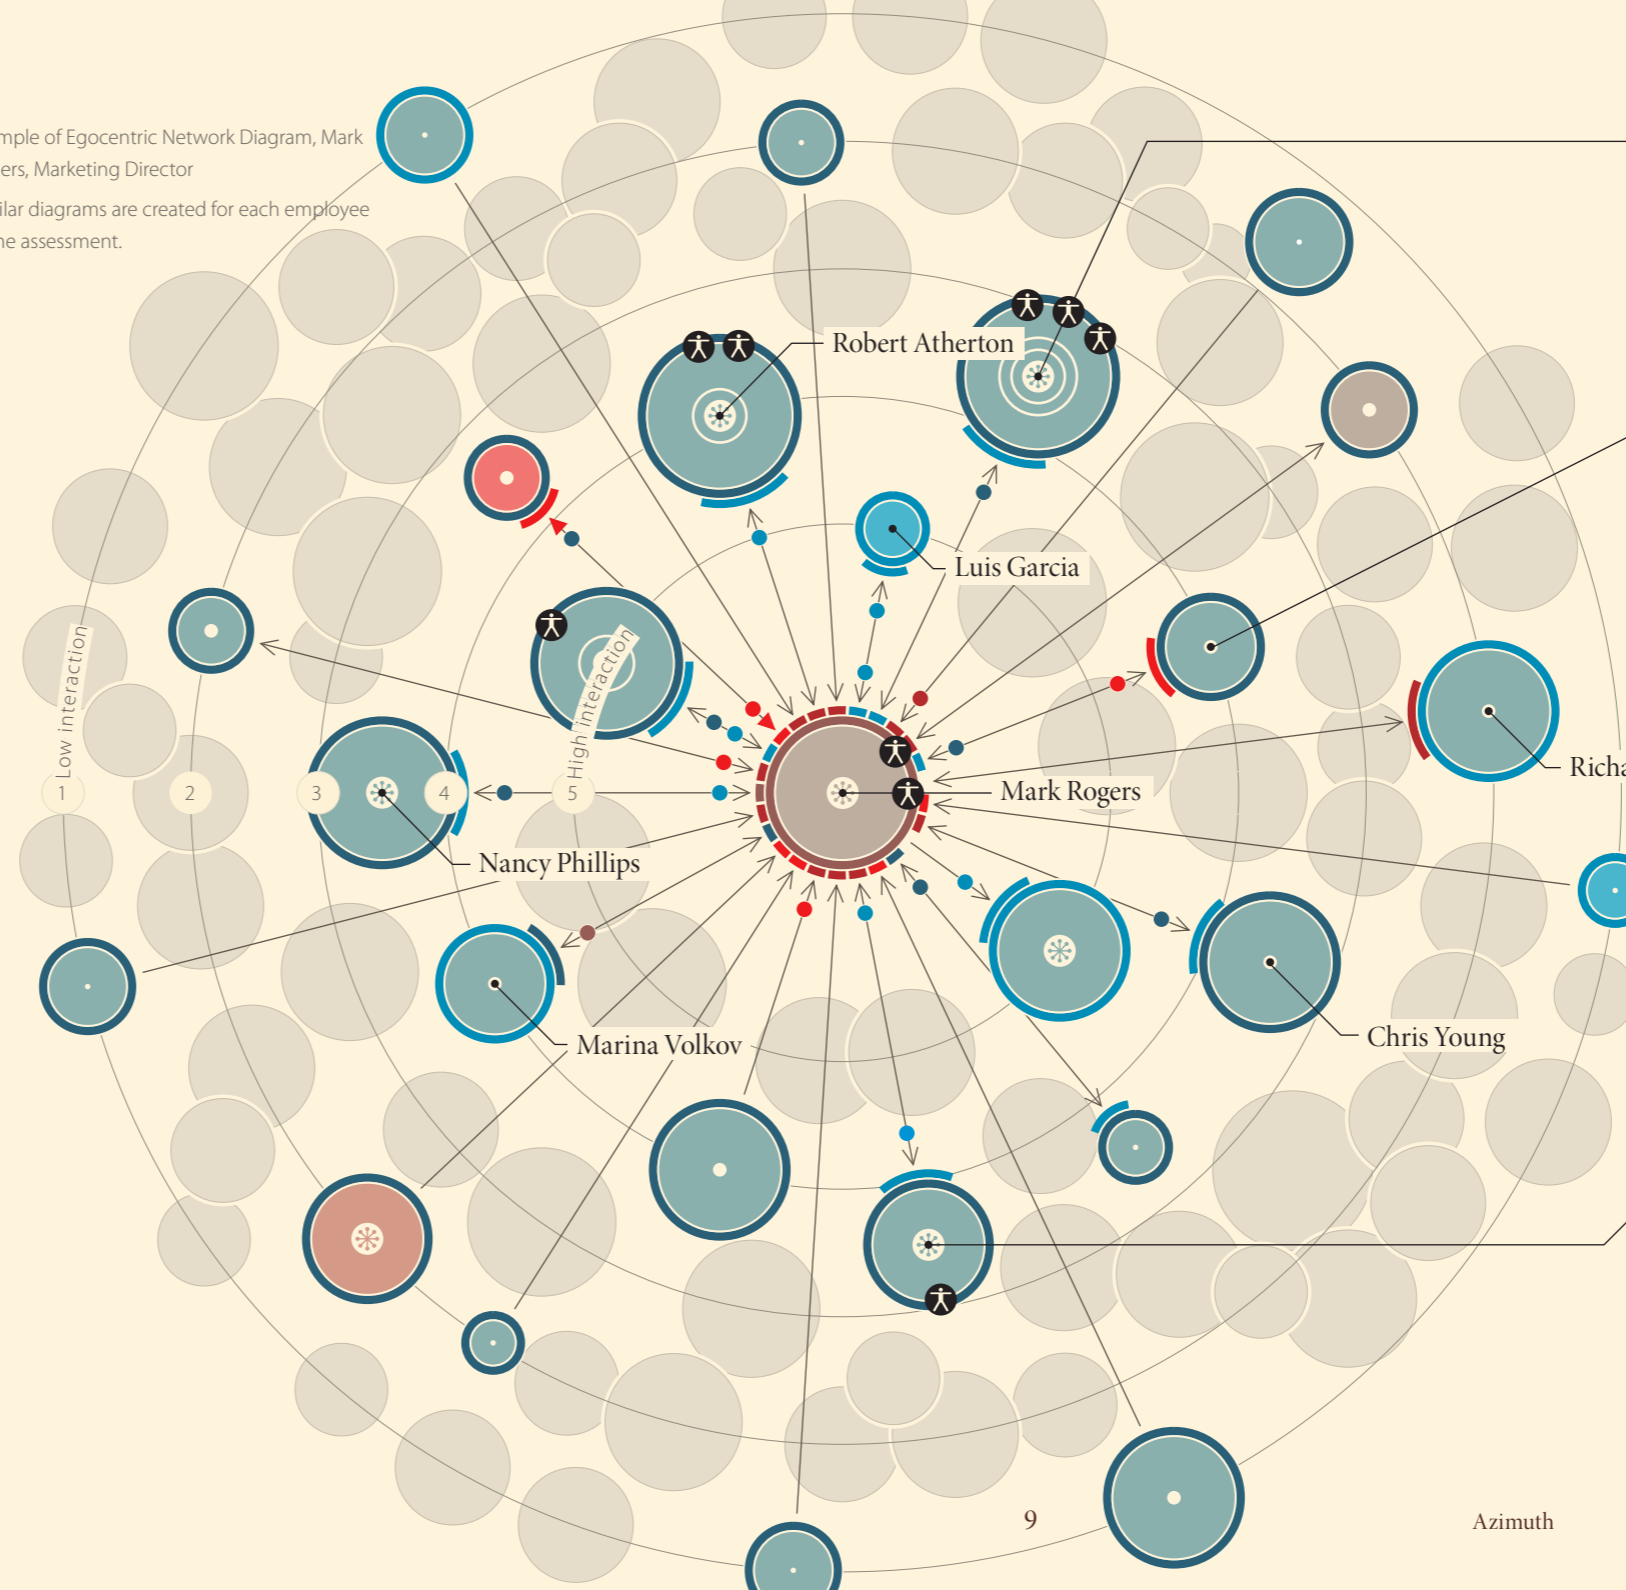 mple of Egocentric Network Diagram, Mark
ers, Marketing Director
ilar diagrams are created for each employee
ne assessment.
Robert Atherton
Luis Garcia
Low interaction
High interaction
Richa
1
2
3
4
5
Mark Rogers
Nancy Phillips
Chris Young
Marina Volkov
9
Azimuth